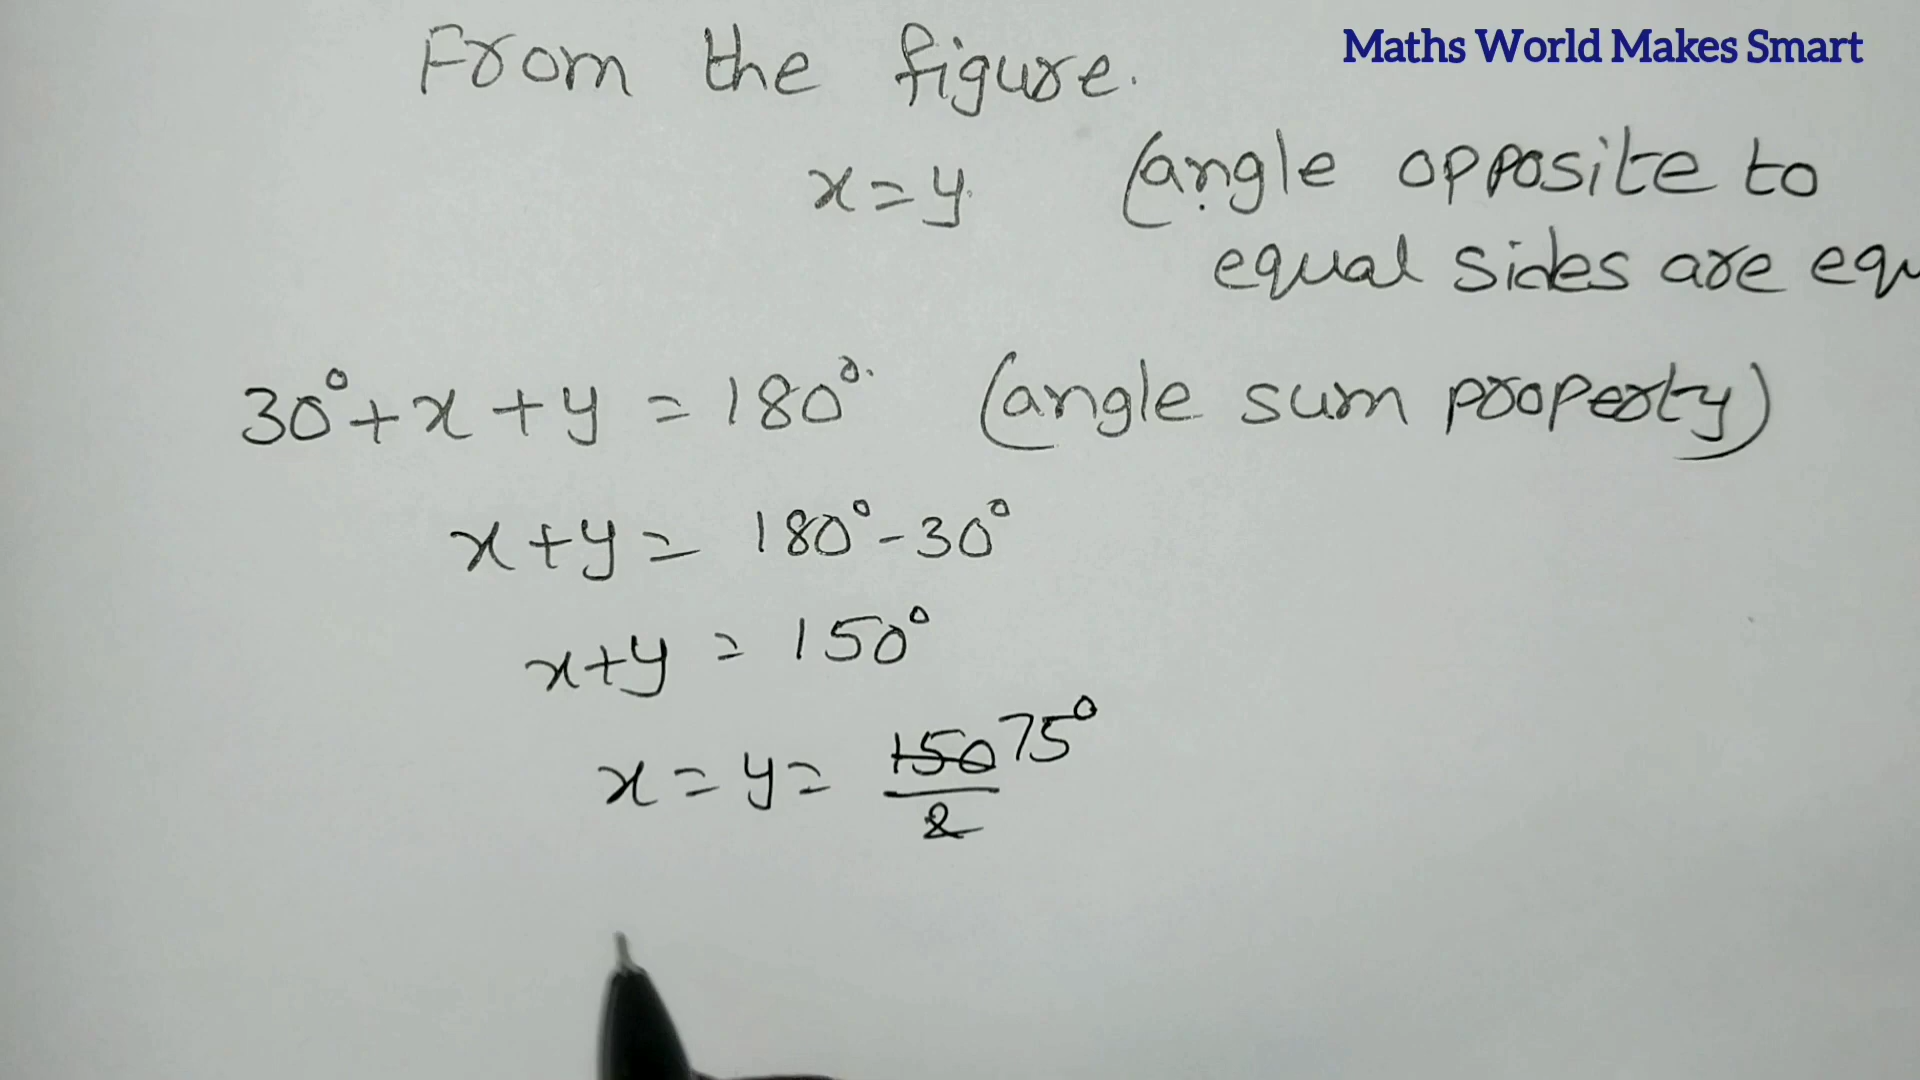 Maths World Makes Smart
From the figure.
x = y (angle opposite to
equal sides are
30° + x + y = 180° (angle sum property)
x + y = 180° - 30°
x + y = 150°
x = y = 150/2 75°